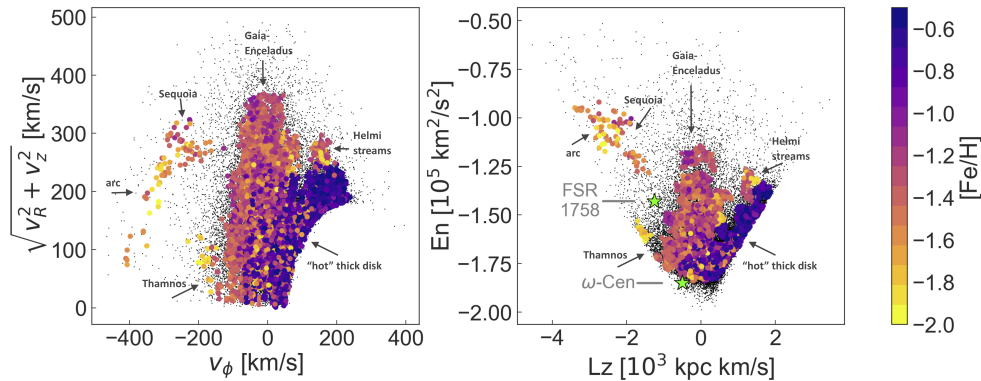 Gaia-
Enceladus
Sequoia
Helmi
streams
arc
Thamnos
"hot" thick disk
500
400
300
200
100
0
−400
−200
0
200
400
√v_R² + v_z² [km/s]
v_ϕ [km/s]
Gaia-
Enceladus
Sequoia
arc
Helmi
streams
FSR
1758
Thamnos
"hot" thick disk
ω-Cen
−0.50
−0.75
−1.00
−1.25
−1.50
−1.75
−2.00
−4
−2
0
2
4
En [10⁵ km²/s²]
Lz [10³ kpc km/s]
−0.6
−0.8
−1.0
−1.2
−1.4
−1.6
−1.8
−2.0
[Fe/H]